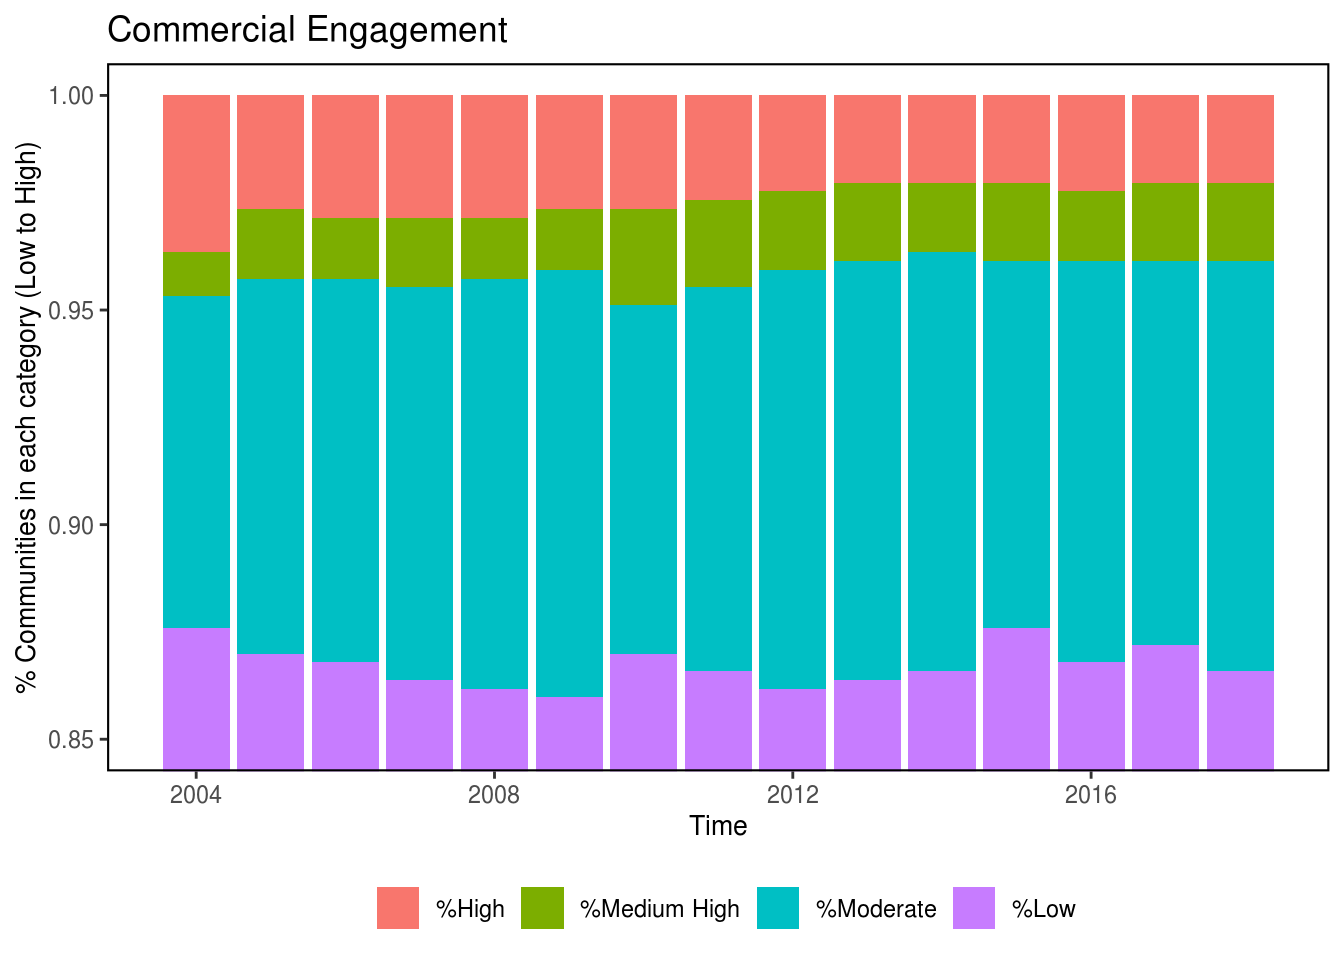 Commercial Engagement
% Communities in each category (Low to High)
1.00
0.95
0.90
0.85
2004 2008 2012 2016
Time
%High %Medium High %Moderate %Low